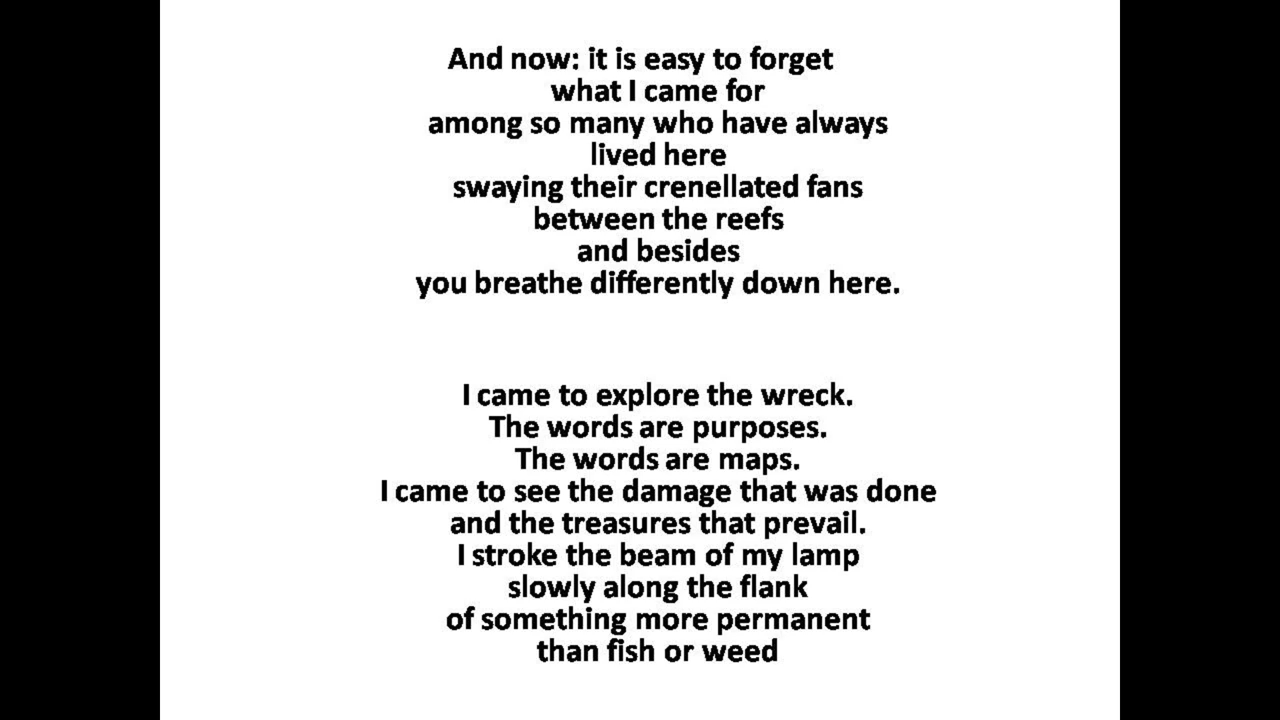 And now: it is easy to forget
what I came for
among so many who have always
lived here
swaying their crenellated fans
between the reefs
and besides
you breathe differently down here.
I came to explore the wreck.
The words are purposes.
The words are maps.
I came to see the damage that was done
and the treasures that prevail.
I stroke the beam of my lamp
slowly along the flank
of something more permanent
than fish or weed